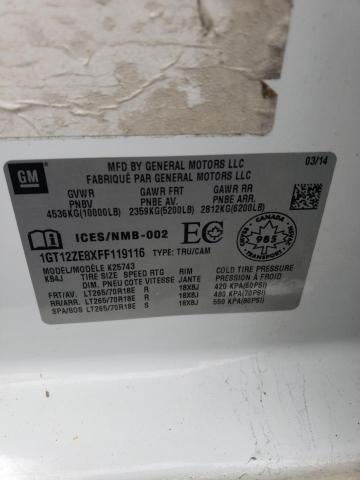 GM
MFD BY GENERAL MOTORS LLC
03/14
FABRIQUÉ PAR GENERAL MOTORS LLC
GVWR GAWR FRT GAWR RR
PNBV PNBE AV. PNBE ARR.
4536KG(10000LB) 2359KG(5200LB) 2812KG(6200LB)
ICES/NMB-002 EC
CANADA
985
TRANSPORT
1GT12ZE8XFF119116 TYPE: TRU/CAM
MODEL/MODÈLE K25743
KB4J TIRE SIZE SPEED RTG RIM COLD TIRE PRESSURE
DIM. PNEU COTE VITESSE JANTE PRESSION À FROID
FRT/AV. LT265/70R18E R 18X8J 420 KPA(60PSI)
RR/ARR. LT265/70R18E R 18X8J 480 KPA(70PSI)
SPA/SOS LT265/70R18E S 18X8J 550 KPA(80PSI)